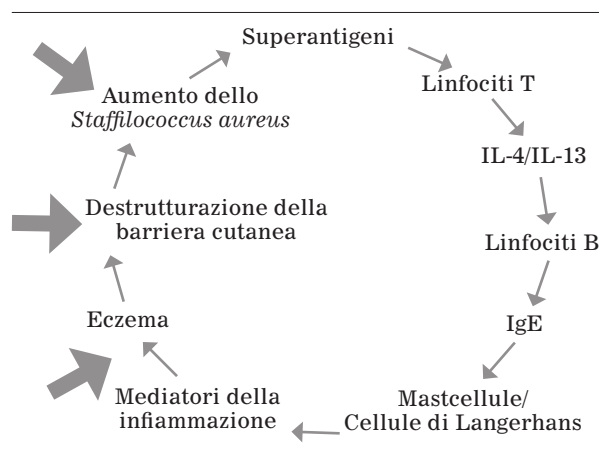 Superantigeni
Linfociti T
IL-4/IL-13
Linfociti B
IgE
Mastcellule/
Cellule di Langerhans
Mediatori della
infiammazione
Eczema
Destrutturazione della
barriera cutanea
Aumento dello
Staffilococcus aureus